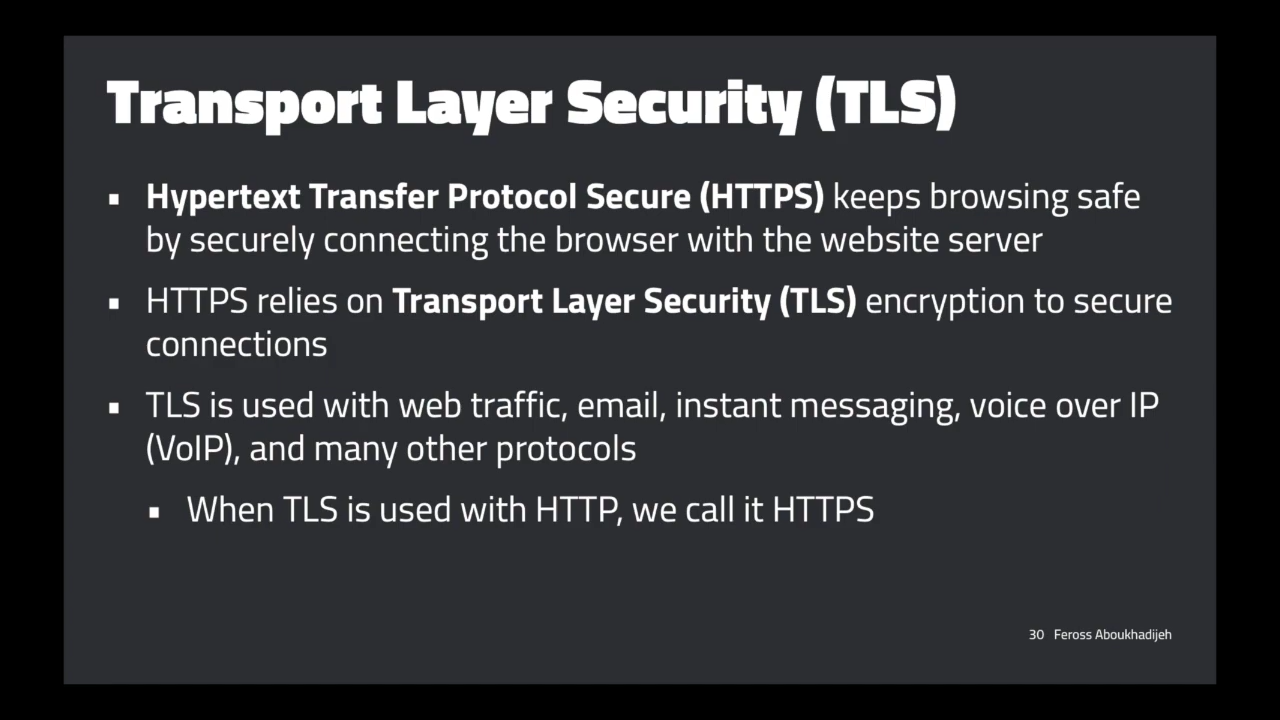 Transport Layer Security (TLS)
▪ Hypertext Transfer Protocol Secure (HTTPS) keeps browsing safe
by securely connecting the browser with the website server
▪ HTTPS relies on Transport Layer Security (TLS) encryption to secure
connections
▪ TLS is used with web traffic, email, instant messaging, voice over IP
(VoIP), and many other protocols
▪ When TLS is used with HTTP, we call it HTTPS
30 Feross Aboukhadijeh